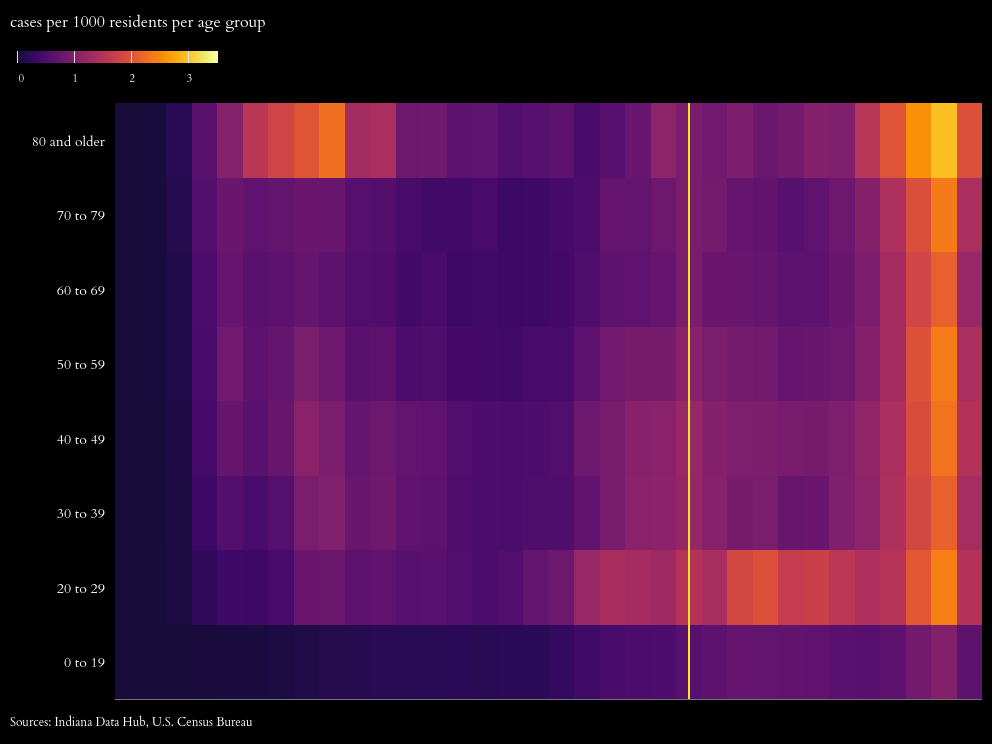 cases per 1000 residents per age group
0 1 2 3
80 and older
70 to 79
60 to 69
50 to 59
40 to 49
30 to 39
20 to 29
0 to 19
Sources: Indiana Data Hub, U.S. Census Bureau